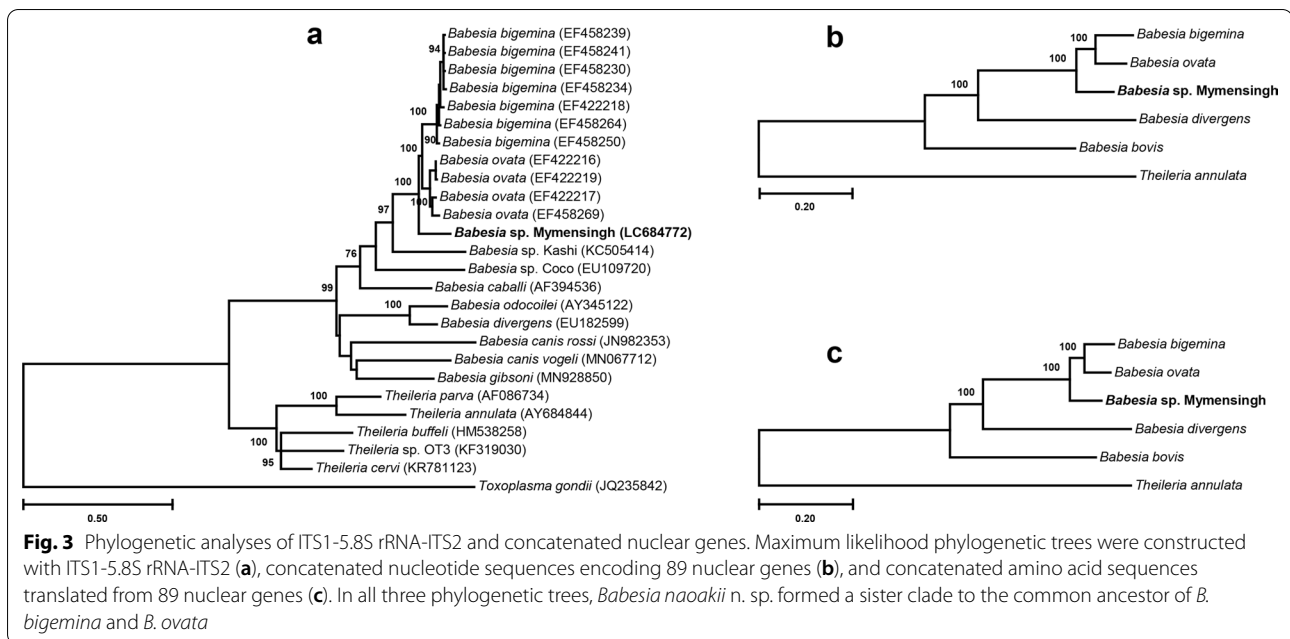 a
Babesia bigemina (EF458239)
94
Babesia bigemina (EF458241)
Babesia bigemina (EF458230)
Babesia bigemina (EF458234)
100
Babesia bigemina (EF422218)
Babesia bigemina (EF458264)
90
Babesia bigemina (EF458250)
100
Babesia ovata (EF422216)
Babesia ovata (EF422219)
100
Babesia ovata (EF422217)
100
Babesia ovata (EF458269)
97
Babesia sp. Mymensingh (LC684772)
Babesia sp. Kashi (KC505414)
76
Babesia sp. Coco (EU109720)
99
Babesia caballi (AF394536)
100
Babesia odocoilei (AY345122)
Babesia divergens (EU182599)
Babesia canis rossi (JN982353)
Babesia canis vogeli (MN067712)
Babesia gibsoni (MN928850)
100
Theileria parva (AF086734)
Theileria annulata (AY684844)
100
Theileria buffeli (HM538258)
Theileria sp. OT3 (KF319030)
95
Theileria cervi (KR781123)
Toxoplasma gondii (JQ235842)
0.50
b
100
Babesia bigemina
100
Babesia ovata
100
Babesia sp. Mymensingh
Babesia divergens
Babesia bovis
Theileria annulata
0.20
c
100
Babesia bigemina
100
Babesia ovata
100
Babesia sp. Mymensingh
Babesia divergens
Babesia bovis
Theileria annulata
0.20
Fig. 3 Phylogenetic analyses of ITS1-5.8S rRNA-ITS2 and concatenated nuclear genes. Maximum likelihood phylogenetic trees were constructed
with ITS1-5.8S rRNA-ITS2 (a), concatenated nucleotide sequences encoding 89 nuclear genes (b), and concatenated amino acid sequences
translated from 89 nuclear genes (c). In all three phylogenetic trees, Babesia naoakii n. sp. formed a sister clade to the common ancestor of B.
bigemina and B. ovata